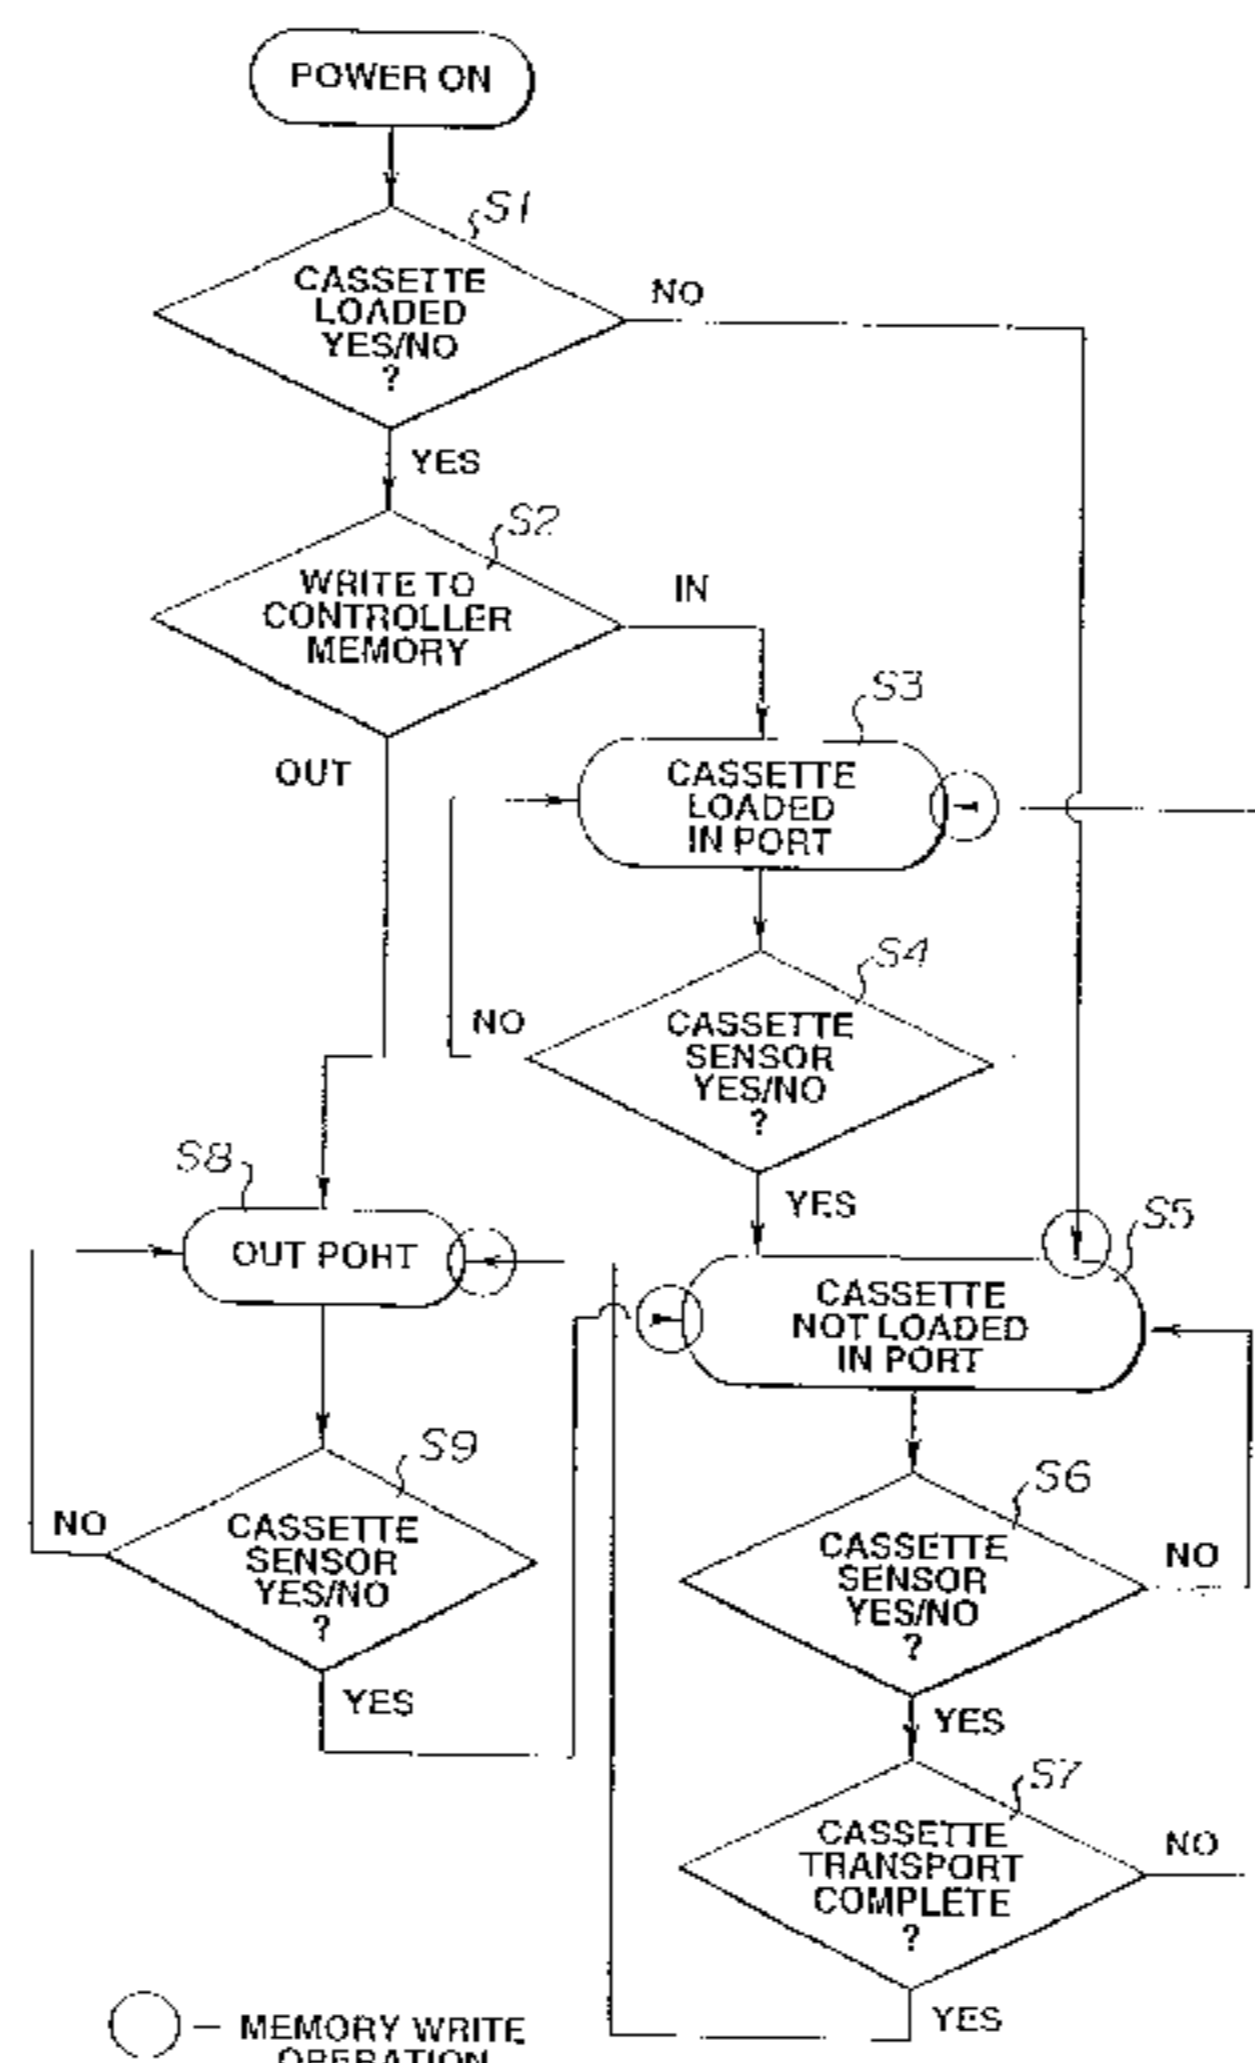 POWER ON
S1
CASSETTE
LOADED
YES/NO
?
NO
YES
S2
WRITE TO
CONTROLLER
MEMORY
IN
OUT
S3
CASSETTE
LOADED
IN PORT
S4
CASSETTE
SENSOR
YES/NO
?
NO
YES
S8
OUT PORT
S5
CASSETTE
NOT LOADED
IN PORT
S9
CASSETTE
SENSOR
YES/NO
?
NO
YES
S6
CASSETTE
SENSOR
YES/NO
?
NO
YES
S7
CASSETTE
TRANSPORT
COMPLETE
?
NO
YES
— MEMORY WRITE
OPERATION